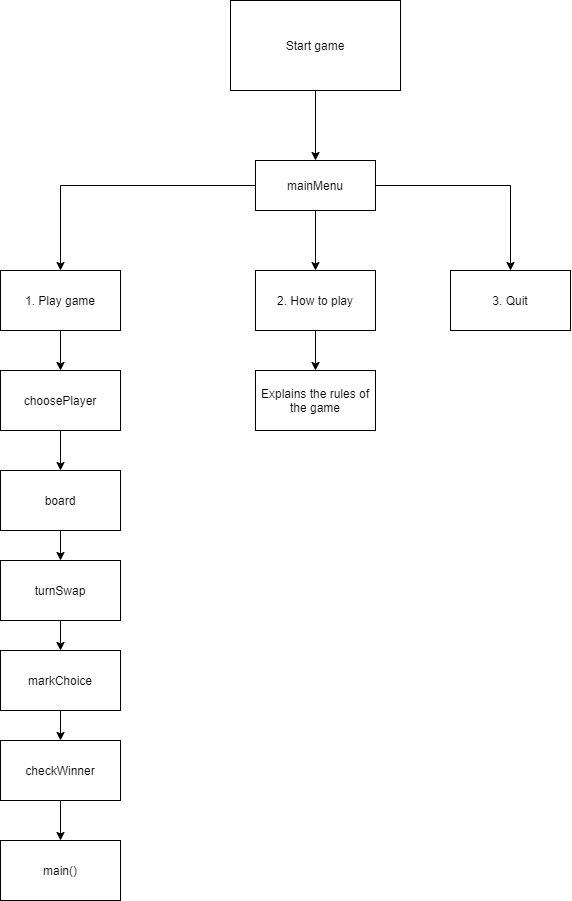 Start game
mainMenu
1. Play game
2. How to play
3. Quit
choosePlayer
Explains the rules of
the game
board
turnSwap
markChoice
checkWinner
main()